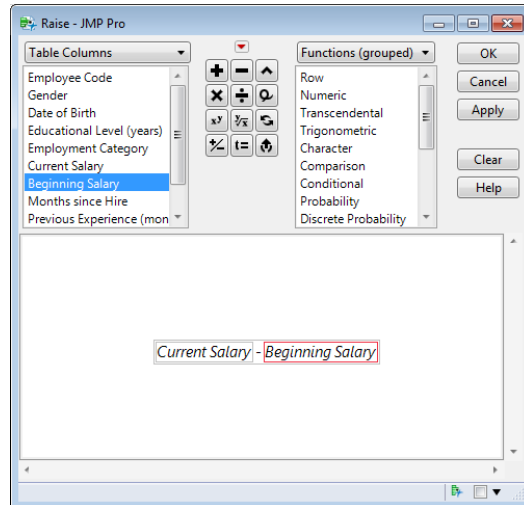 Raise - JMP Pro
Table Columns
Employee Code
Gender
Date of Birth
Educational Level (years)
Employment Category
Current Salary
Beginning Salary
Months since Hire
Previous Experience (mon
xʸ
ʸ√x
t=
Functions (grouped)
Row
Numeric
Transcendental
Trigonometric
Character
Comparison
Conditional
Probability
Discrete Probability
OK
Cancel
Apply
Clear
Help
Current Salary - Beginning Salary